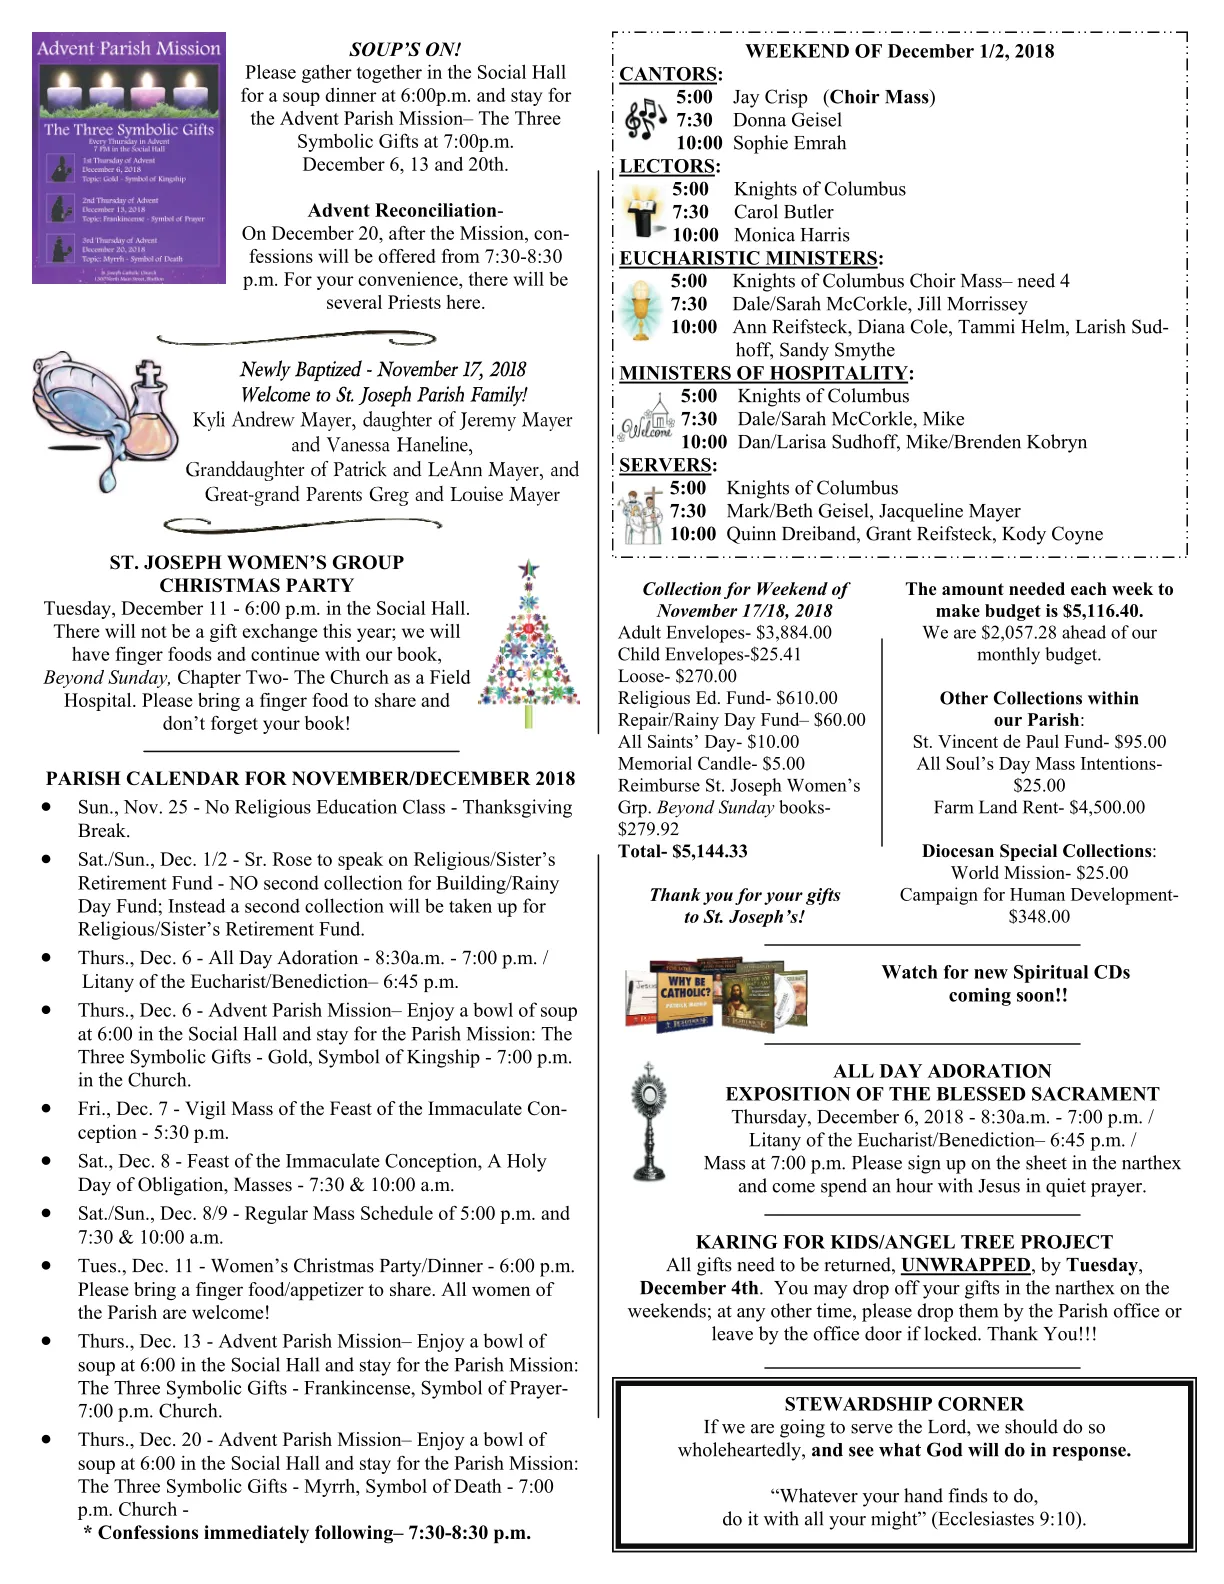 Advent Parish Mission
The Three Symbolic Gifts
Every Thursday in Advent
7 PM in the Social Hall
1st Thursday of Advent
December 6, 2018
Topic: Gold - Symbol of Kingship
2nd Thursday of Advent
December 13, 2018
Topic: Frankincense - Symbol of Prayer
3rd Thursday of Advent
December 20, 2018
Topic: Myrrh - Symbol of Death
St. Joseph Catholic Church
SOUP'S ON!
Please gather together in the Social Hall
for a soup dinner at 6:00p.m. and stay for
the Advent Parish Mission– The Three
Symbolic Gifts at 7:00p.m.
December 6, 13 and 20th.
Advent Reconciliation-
On December 20, after the Mission, con-
fessions will be offered from 7:30-8:30
p.m. For your convenience, there will be
several Priests here.
Newly Baptized - November 17, 2018
Welcome to St. Joseph Parish Family!
Kyli Andrew Mayer, daughter of Jeremy Mayer
and Vanessa Haneline,
Granddaughter of Patrick and LeAnn Mayer, and
Great-grand Parents Greg and Louise Mayer
ST. JOSEPH WOMEN'S GROUP
CHRISTMAS PARTY
Tuesday, December 11 - 6:00 p.m. in the Social Hall.
There will not be a gift exchange this year; we will
have finger foods and continue with our book,
Beyond Sunday, Chapter Two- The Church as a Field
Hospital. Please bring a finger food to share and
don't forget your book!
PARISH CALENDAR FOR NOVEMBER/DECEMBER 2018
• Sun., Nov. 25 - No Religious Education Class - Thanksgiving
Break.
• Sat./Sun., Dec. 1/2 - Sr. Rose to speak on Religious/Sister's
Retirement Fund - NO second collection for Building/Rainy
Day Fund; Instead a second collection will be taken up for
Religious/Sister's Retirement Fund.
• Thurs., Dec. 6 - All Day Adoration - 8:30a.m. - 7:00 p.m. /
Litany of the Eucharist/Benediction– 6:45 p.m.
• Thurs., Dec. 6 - Advent Parish Mission– Enjoy a bowl of soup
at 6:00 in the Social Hall and stay for the Parish Mission: The
Three Symbolic Gifts - Gold, Symbol of Kingship - 7:00 p.m.
in the Church.
• Fri., Dec. 7 - Vigil Mass of the Feast of the Immaculate Con-
ception - 5:30 p.m.
• Sat., Dec. 8 - Feast of the Immaculate Conception, A Holy
Day of Obligation, Masses - 7:30 & 10:00 a.m.
• Sat./Sun., Dec. 8/9 - Regular Mass Schedule of 5:00 p.m. and
7:30 & 10:00 a.m.
• Tues., Dec. 11 - Women's Christmas Party/Dinner - 6:00 p.m.
Please bring a finger food/appetizer to share. All women of
the Parish are welcome!
• Thurs., Dec. 13 - Advent Parish Mission– Enjoy a bowl of
soup at 6:00 in the Social Hall and stay for the Parish Mission:
The Three Symbolic Gifts - Frankincense, Symbol of Prayer-
7:00 p.m. Church.
• Thurs., Dec. 20 - Advent Parish Mission– Enjoy a bowl of
soup at 6:00 in the Social Hall and stay for the Parish Mission:
The Three Symbolic Gifts - Myrrh, Symbol of Death - 7:00
p.m. Church -
* Confessions immediately following– 7:30-8:30 p.m.
WEEKEND OF December 1/2, 2018
CANTORS:
5:00 Jay Crisp (Choir Mass)
7:30 Donna Geisel
10:00 Sophie Emrah
LECTORS:
5:00 Knights of Columbus
7:30 Carol Butler
10:00 Monica Harris
EUCHARISTIC MINISTERS:
5:00 Knights of Columbus Choir Mass– need 4
7:30 Dale/Sarah McCorkle, Jill Morrissey
10:00 Ann Reifsteck, Diana Cole, Tammi Helm, Larish Sud-
hoff, Sandy Smythe
MINISTERS OF HOSPITALITY:
5:00 Knights of Columbus
7:30 Dale/Sarah McCorkle, Mike
Welcome
10:00 Dan/Larisa Sudhoff, Mike/Brenden Kobryn
SERVERS:
5:00 Knights of Columbus
7:30 Mark/Beth Geisel, Jacqueline Mayer
10:00 Quinn Dreiband, Grant Reifsteck, Kody Coyne
Collection for Weekend of
November 17/18, 2018
Adult Envelopes- $3,884.00
Child Envelopes-$25.41
Loose- $270.00
Religious Ed. Fund- $610.00
Repair/Rainy Day Fund– $60.00
All Saints' Day- $10.00
Memorial Candle- $5.00
Reimburse St. Joseph Women's
Grp. Beyond Sunday books-
$279.92
Total- $5,144.33
Thank you for your gifts
to St. Joseph's!
The amount needed each week to
make budget is $5,116.40.
We are $2,057.28 ahead of our
monthly budget.
Other Collections within
our Parish:
St. Vincent de Paul Fund- $95.00
All Soul's Day Mass Intentions-
$25.00
Farm Land Rent- $4,500.00
Diocesan Special Collections:
World Mission- $25.00
Campaign for Human Development-
$348.00
WHY BE
CATHOLIC?
Watch for new Spiritual CDs
coming soon!!
ALL DAY ADORATION
EXPOSITION OF THE BLESSED SACRAMENT
Thursday, December 6, 2018 - 8:30a.m. - 7:00 p.m. /
Litany of the Eucharist/Benediction– 6:45 p.m. /
Mass at 7:00 p.m. Please sign up on the sheet in the narthex
and come spend an hour with Jesus in quiet prayer.
KARING FOR KIDS/ANGEL TREE PROJECT
All gifts need to be returned, UNWRAPPED, by Tuesday,
December 4th. You may drop off your gifts in the narthex on the
weekends; at any other time, please drop them by the Parish office or
leave by the office door if locked. Thank You!!!
STEWARDSHIP CORNER
If we are going to serve the Lord, we should do so
wholeheartedly, and see what God will do in response.
“Whatever your hand finds to do,
do it with all your might” (Ecclesiastes 9:10).